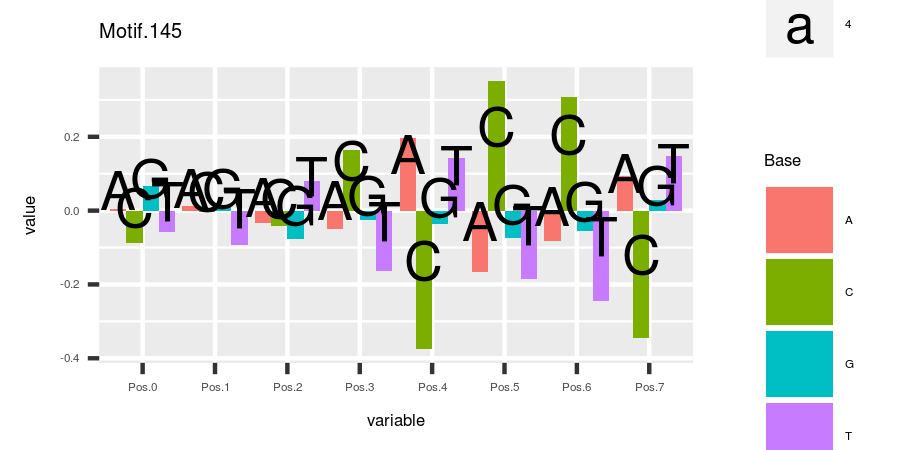 Motif.145
a 4
value
0.2
0.0
-0.2
-0.4
A C G T A C G T A C G T A C G T A C G T A C G T A C G T A C G T
Pos.0 Pos.1 Pos.2 Pos.3 Pos.4 Pos.5 Pos.6 Pos.7
variable
Base
A
C
G
T